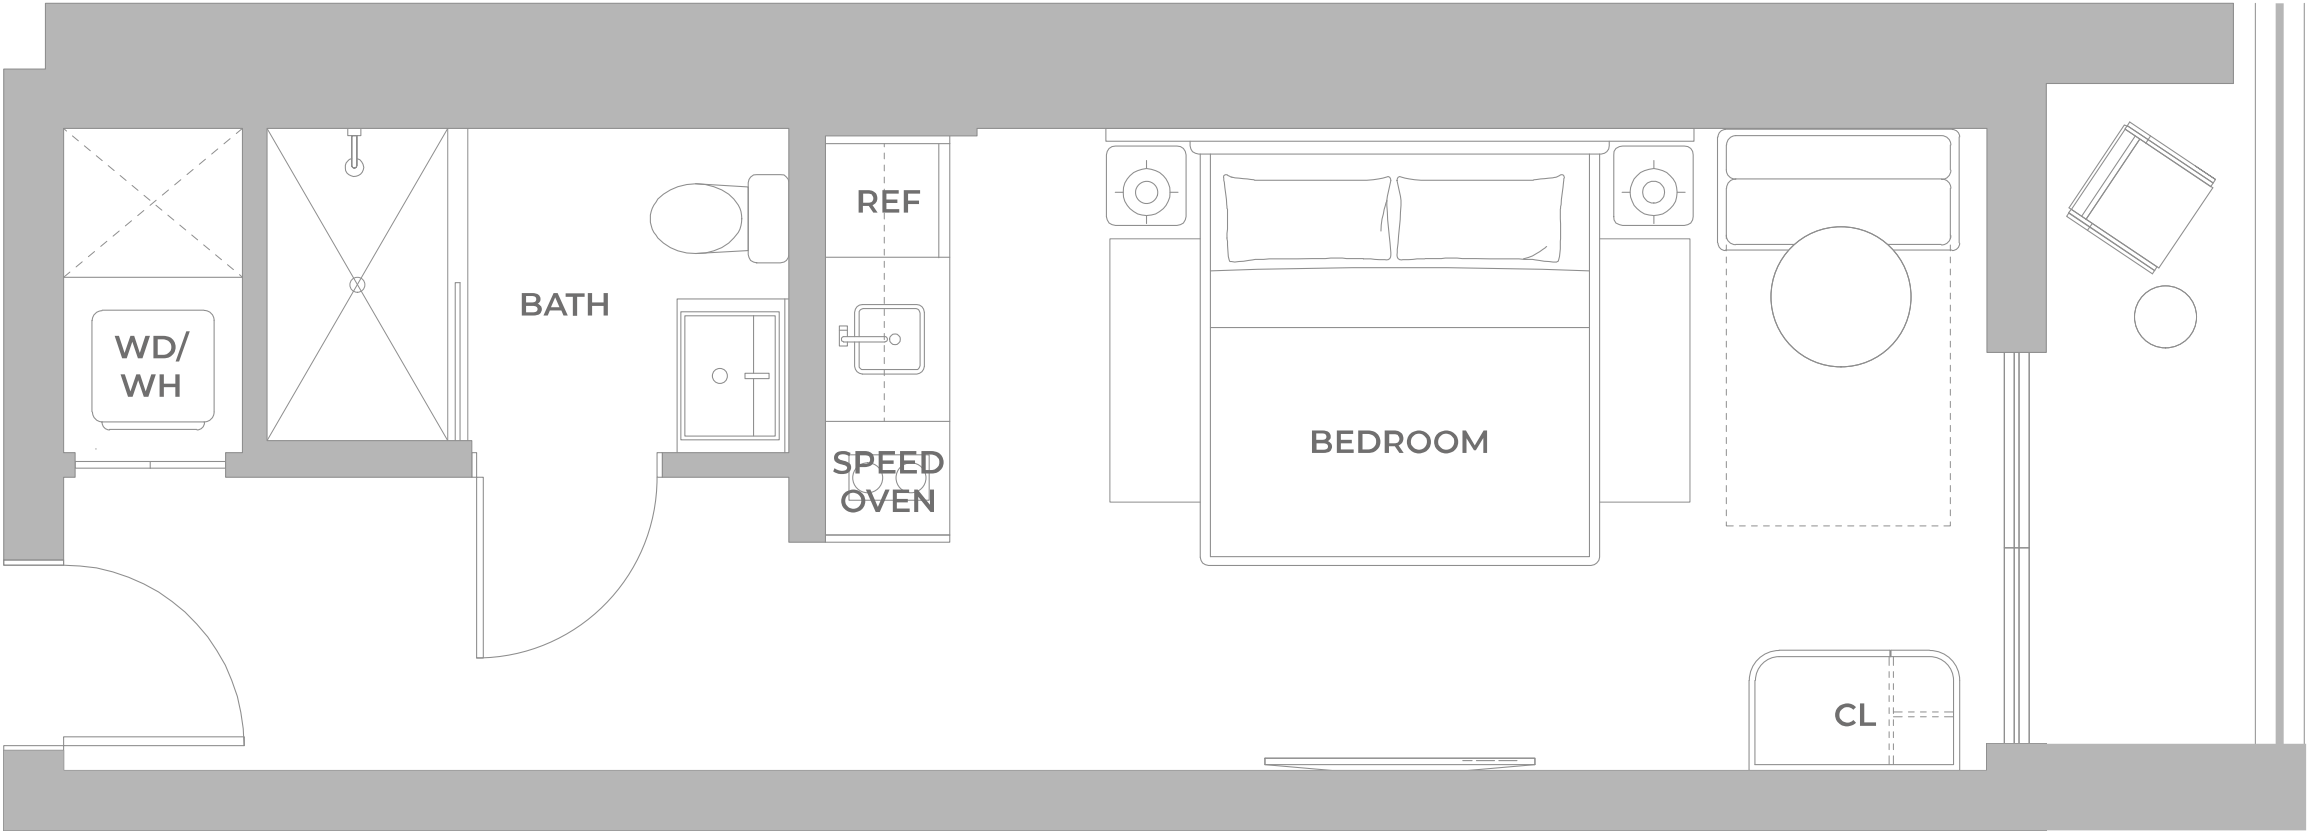 WD/
WH
BATH
REF
SPEED
OVEN
BEDROOM
CL